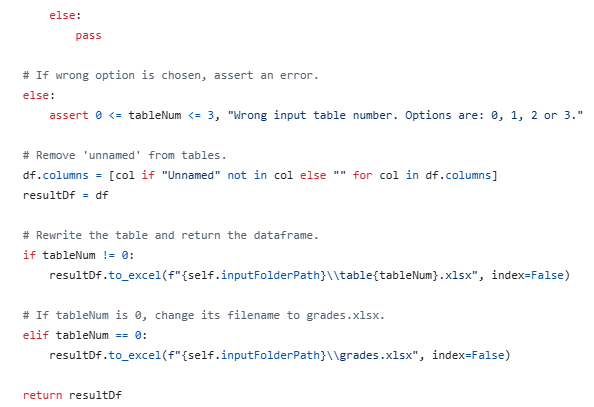 else:
        pass

# If wrong option is chosen, assert an error.
else:
    assert 0 <= tableNum <= 3, "Wrong input table number. Options are: 0, 1, 2 or 3."

# Remove 'unnamed' from tables.
df.columns = [col if "Unnamed" not in col else "" for col in df.columns]
resultDf = df

# Rewrite the table and return the dataframe.
if tableNum != 0:
    resultDf.to_excel(f"{self.inputFolderPath}\\table{tableNum}.xlsx", index=False)

# If tableNum is 0, change its filename to grades.xlsx.
elif tableNum == 0:
    resultDf.to_excel(f"{self.inputFolderPath}\\grades.xlsx", index=False)

return resultDf